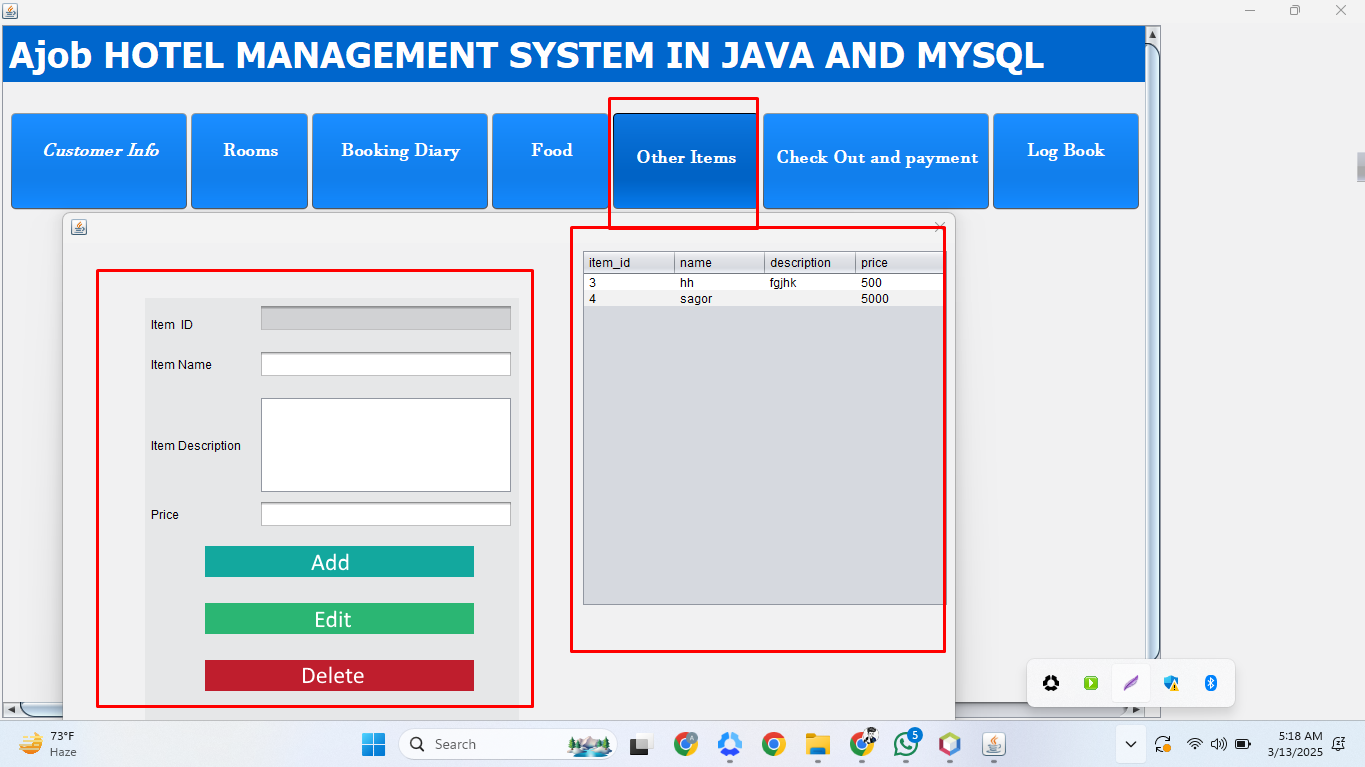 Ajob HOTEL MANAGEMENT SYSTEM IN JAVA AND MYSQL
Customer Info
Rooms
Booking Diary
Food
Other Items
Check Out and payment
Log Book
Item ID
Item Name
Item Description
Price
Add
Edit
Delete
item_id name description price
3 hh fgjhk 500
4 sagor 5000
73°F
Haze
Search
5
5:18 AM
3/13/2025